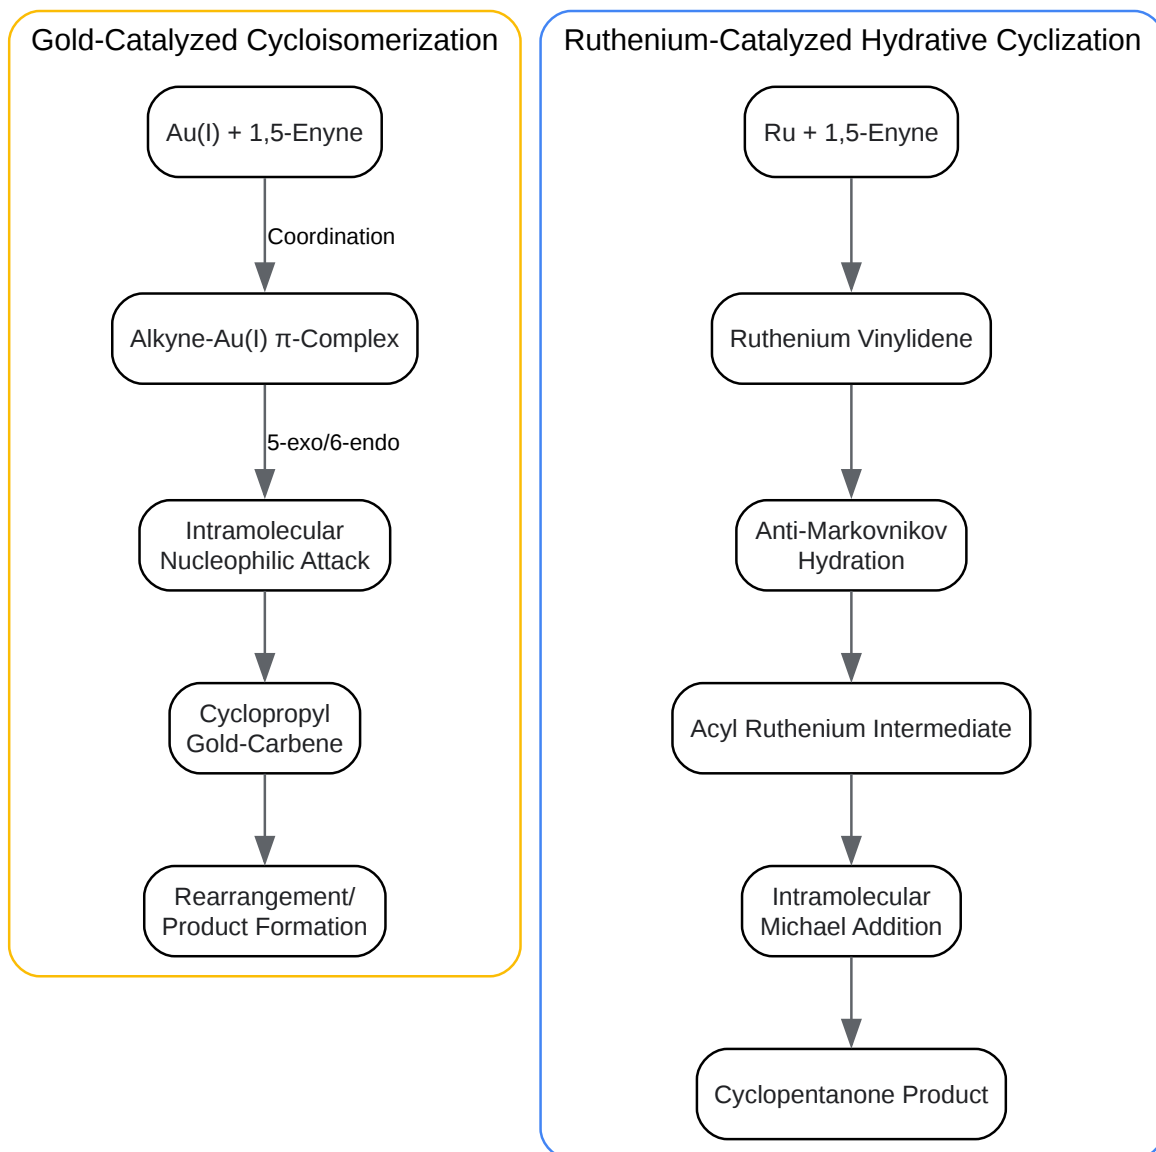 Gold-Catalyzed Cycloisomerization
Au(I) + 1,5-Enyne
Coordination
Alkyne-Au(I) π-Complex
5-exo/6-endo
Intramolecular
Nucleophilic Attack
Cyclopropyl
Gold-Carbene
Rearrangement/
Product Formation
Ruthenium-Catalyzed Hydrative Cyclization
Ru + 1,5-Enyne
Ruthenium Vinylidene
Anti-Markovnikov
Hydration
Acyl Ruthenium Intermediate
Intramolecular
Michael Addition
Cyclopentanone Product